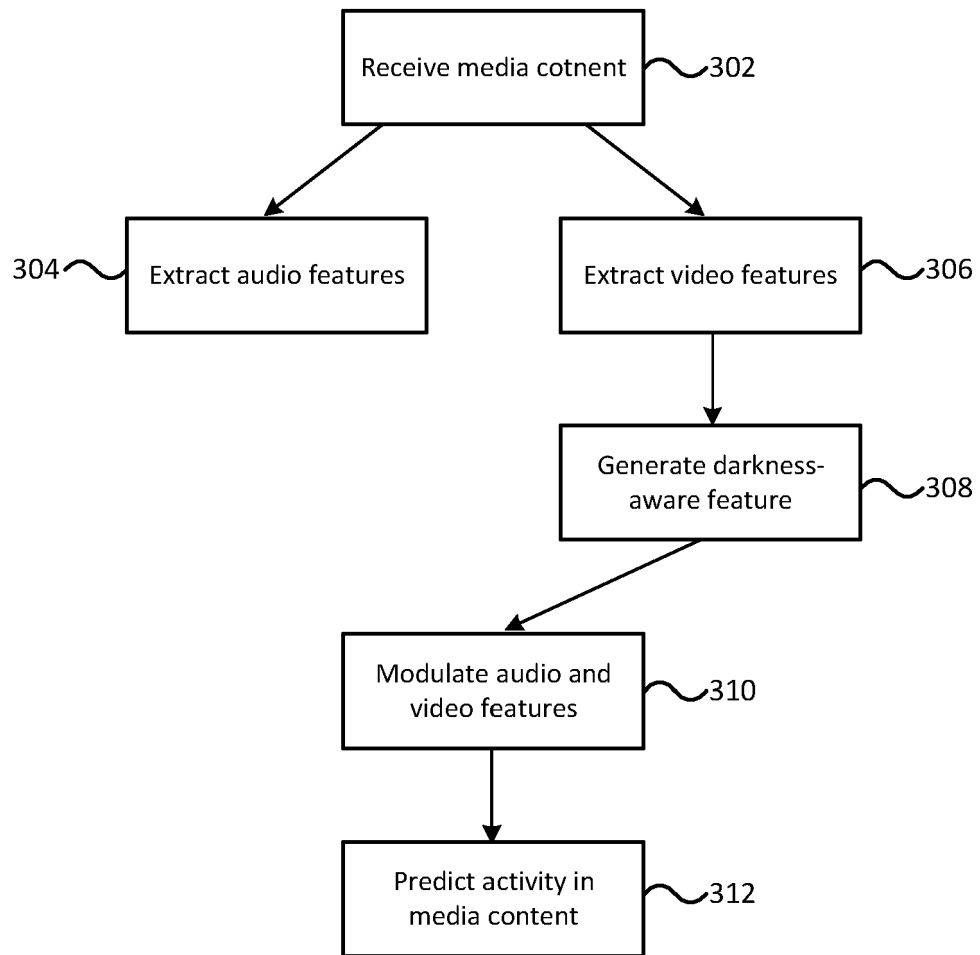 Receive media cotnent
302
304
Extract audio features
Extract video features
306
Generate darkness-
aware feature
308
Modulate audio and
video features
310
Predict activity in
media content
312